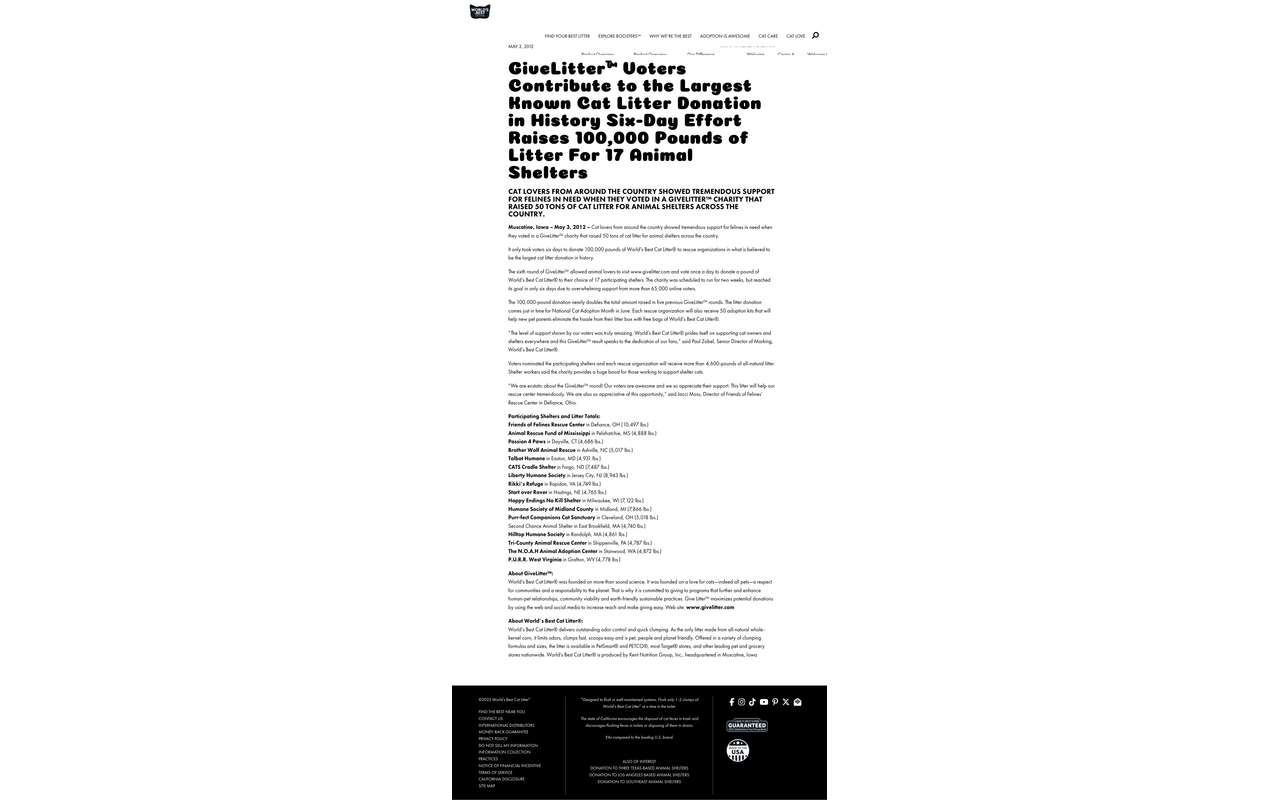 WORLD'S BEST
FIND YOUR BEST LITTER EXPLORE BOOSTERS™ WHY WE'RE THE BEST ADOPTION IS AWESOME CAT CARE CAT LOVE
MAY 3, 2012
Product Overview Product Overview Our Difference Welcome
GiveLitter™ Voters
Contribute to the Largest
Known Cat Litter Donation
in History Six-Day Effort
Raises 100,000 Pounds of
Litter For 17 Animal
Shelters
CAT LOVERS FROM AROUND THE COUNTRY SHOWED TREMENDOUS SUPPORT
FOR FELINES IN NEED WHEN THEY VOTED IN A GIVELITTER™ CHARITY THAT
RAISED 50 TONS OF CAT LITTER FOR ANIMAL SHELTERS ACROSS THE
COUNTRY.
Muscatine, Iowa – May 3, 2012 – Cat lovers from around the country showed tremendous support for felines in need when
they voted in a GiveLitter™ charity that raised 50 tons of cat litter for animal shelters across the country.
It only took voters six days to donate 100,000 pounds of World's Best Cat Litter® to rescue organizations in what is believed to
be the largest cat litter donation in history.
The sixth round of GiveLitter™ allowed animal lovers to visit www.givelitter.com and vote once a day to donate a pound of
World's Best Cat Litter® to their choice of 17 participating shelters. The charity was scheduled to run for two weeks, but reached
its goal in only six days due to overwhelming support from more than 65,000 online voters.
The 100,000-pound donation nearly doubles the total amount raised in five previous GiveLitter™ rounds. The litter donation
comes just in time for National Cat Adoption Month in June. Each rescue organization will also receive 50 adoption kits that will
help new pet parents eliminate the hassle from their litter box with free bags of World's Best Cat Litter®.
"The level of support shown by our voters was truly amazing. World's Best Cat Litter® prides itself on supporting cat owners and
shelters everywhere and this GiveLitter™ result speaks to the dedication of our fans," said Paul Zobel, Senior Director of Marking,
World's Best Cat Litter®.
Voters nominated the participating shelters and each rescue organization will receive more than 4,600-pounds of all-natural litter.
Shelter workers said the charity provides a huge boost for those working to support shelter cats.
"We are ecstatic about the GiveLitter™ round! Our voters are awesome and we so appreciate their support. This litter will help our
rescue center tremendously. We are also so appreciative of this opportunity," said Jacci Moss, Director of Friends of Felines'
Rescue Center in Defiance, Ohio.
Participating Shelters and Litter Totals:
Friends of Felines Rescue Center in Defiance, OH (10,497 lbs.)
Animal Rescue Fund of Mississippi in Pelahatchie, MS (4,888 lbs.)
Passion 4 Paws in Dayville, CT (4,686 lbs.)
Brother Wolf Animal Rescue in Ashville, NC (5,017 lbs.)
Talbot Humane in Easton, MD (4,931 lbs.)
CATS Cradle Shelter in Fargo, ND (7,487 lbs.)
Liberty Humane Society in Jersey City, NJ (8,943 lbs.)
Rikki's Refuge in Rapidan, VA (4,749 lbs.)
Start over Rover in Hastings, NE (4,765 lbs.)
Happy Endings No Kill Shelter in Milwaukee, WI (7,122 lbs.)
Humane Society of Midland County in Midland, MI (7,866 lbs.)
Purr-fect Companions Cat Sanctuary in Cleveland, OH (5,018 lbs.)
Second Chance Animal Shelter in East Brookfield, MA (4,740 lbs.)
Hilltop Humane Society in Randolph, MA (4,861 lbs.)
Tri-County Animal Rescue Center in Shippenville, PA (4,787 lbs.)
The N.O.A.H Animal Adoption Center in Stanwood, WA (4,872 lbs.)
P.U.R.R. West Virginia in Grafton, WV (4,778 lbs.)
About GiveLitter™:
World's Best Cat Litter® was founded on more than sound science. It was founded on a love for cats—indeed all pets—a respect
for communities and a responsibility to the planet. That is why it is committed to giving to programs that further and enhance
human-pet relationships, community viability and earth-friendly sustainable practices. Give Litter™ maximizes potential donations
by using the web and social media to increase reach and make giving easy. Web site: www.givelitter.com
About World's Best Cat Litter®:
World's Best Cat Litter® delivers outstanding odor control and quick clumping. As the only litter made from all-natural whole-
kernel corn, it limits odors, clumps fast, scoops easy and is pet, people and planet friendly. Offered in a variety of clumping
formulas and sizes, the litter is available in PetSmart® and PETCO®, most Target® stores, and other leading pet and grocery
stores nationwide. World's Best Cat Litter® is produced by Kent Nutrition Group, Inc., headquartered in Muscatine, Iowa.
©2025 World's Best Cat Litter™
FIND THE BEST NEAR YOU
CONTACT US
INTERNATIONAL DISTRIBUTORS
MONEY-BACK GUARANTEE
PRIVACY POLICY
DO NOT SELL MY INFORMATION
INFORMATION COLLECTION
PRACTICES
NOTICE OF FINANCIAL INCENTIVE
TERMS OF SERVICE
CALIFORNIA DISCLOSURE
SITE MAP
**Designed to flush in well-maintained systems. Flush only 1-2 clumps of
World's Best Cat Litter® at a time in the toilet
The state of California encourages the disposal of cat feces in trash and
discourages flushing feces in toilets or disposing of them in drains.
‡As compared to the leading U.S. brand.
ALSO OF INTEREST
DONATION TO THREE TEXAS-BASED ANIMAL SHELTERS
DONATION TO LOS ANGELES BASED ANIMAL SHELTERS
DONATION TO SOUTHEAST ANIMAL SHELTERS
GUARANTEED
USA